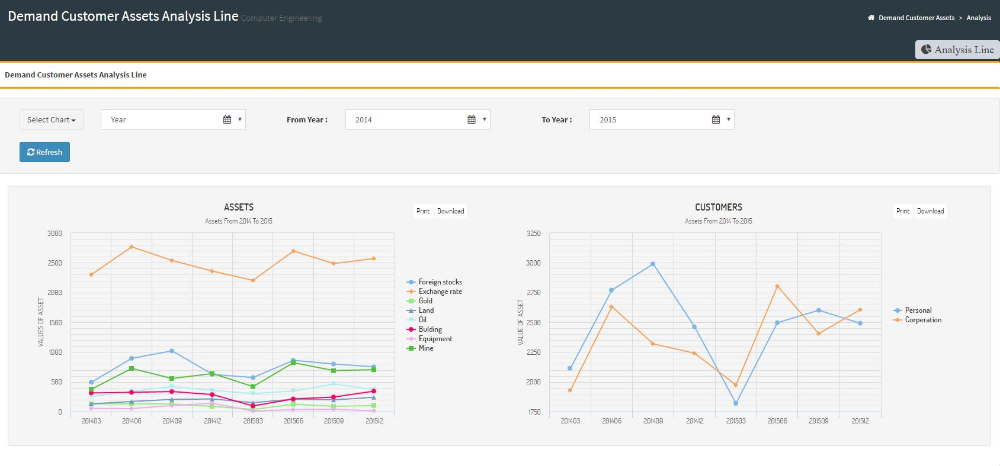 Demand Customer Assets Analysis Line Computer Engineering
Demand Customer Assets > Analysis
Analysis Line
Demand Customer Assets Analysis Line
Select Chart Year From Year : 2014 To Year : 2015
Refresh
ASSETS
Assets From 2014 To 2015
Print Download
VALUES OF ASSET
3000
2500
2000
1500
1000
500
0
201403 201406 201409 201412 201503 201506 201509 201512
Foreign stocks
Exchange rate
Gold
Land
Oil
Bulding
Equipment
Mine
CUSTOMERS
Assets From 2014 To 2015
Print Download
VALUE OF ASSET
3250
3000
2750
2500
2250
2000
1750
201403 201406 201409 201412 201503 201506 201509 201512
Personal
Corperation